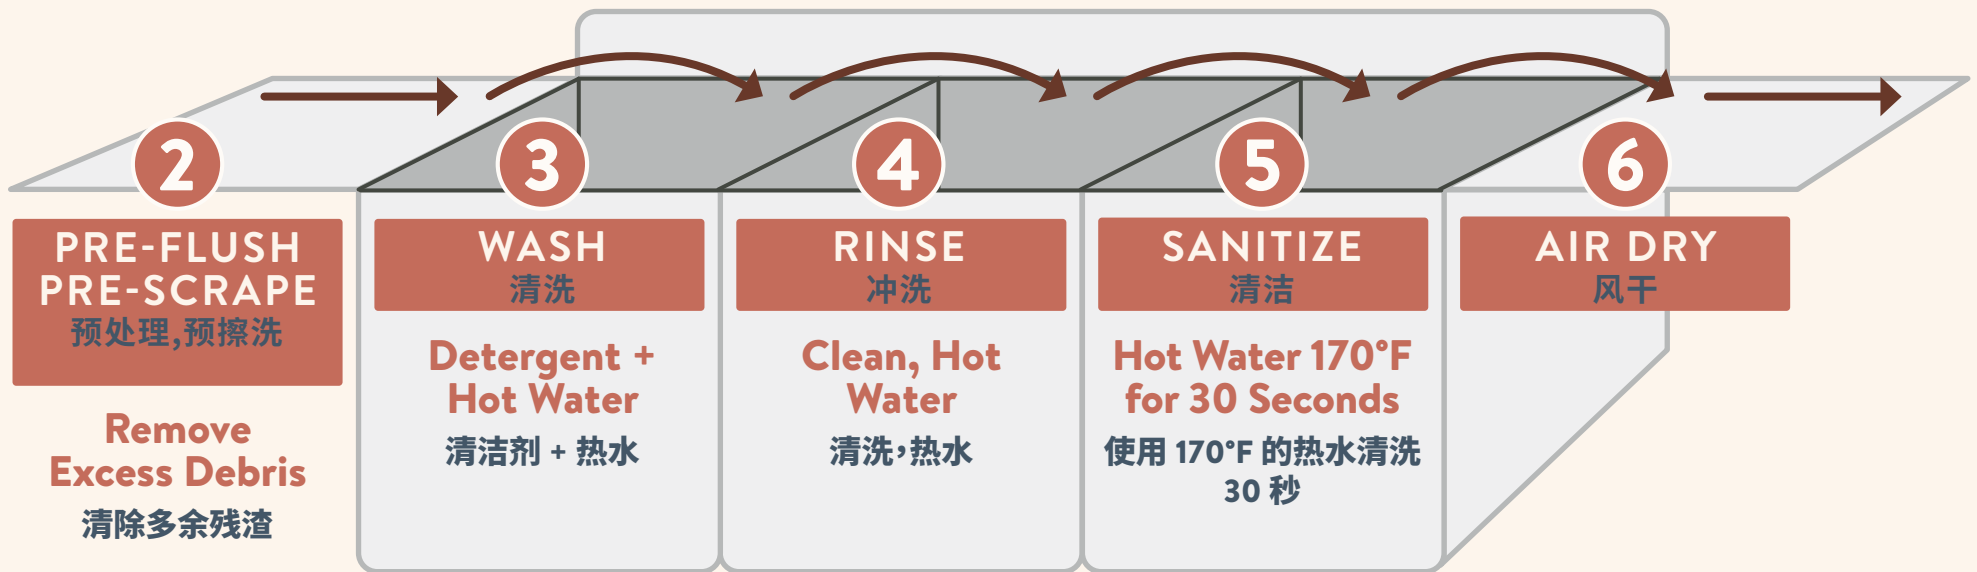 2
PRE-FLUSH
PRE-SCRAPE
预处理,预擦洗
Remove
Excess Debris
清除多余残渣
3
WASH
清洗
Detergent +
Hot Water
清洁剂 + 热水
4
RINSE
冲洗
Clean, Hot
Water
清洗,热水
5
SANITIZE
清洁
Hot Water 170°F
for 30 Seconds
使用 170°F 的热水清洗
30 秒
6
AIR DRY
风干